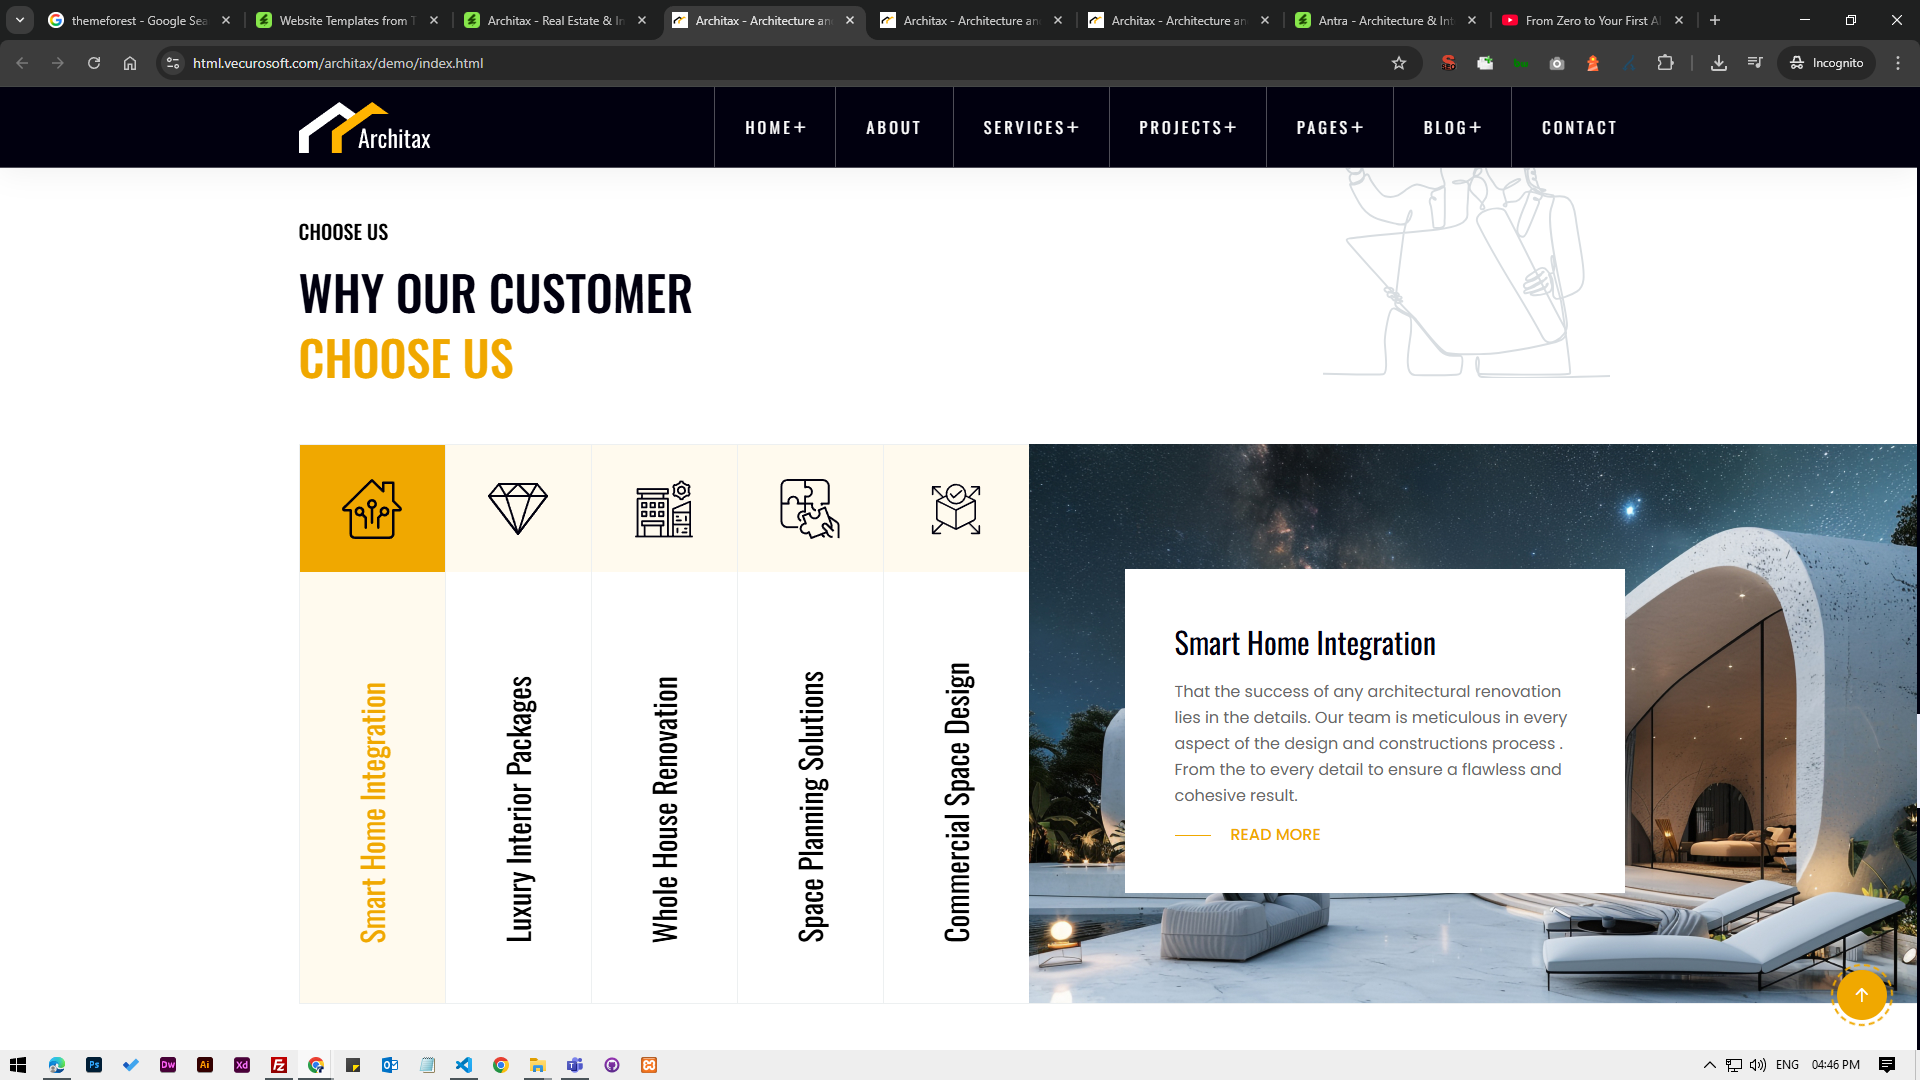 themeforest - Google Sea
Website Templates from T
Architax - Real Estate & In
Architax - Architecture an
Architax - Architecture an
Architax - Architecture an
Antra - Architecture & Int
From Zero to Your First A
html.vecurosoft.com/architax/demo/index.html
SEO
Incognito
Architax
HOME+
ABOUT
SERVICES+
PROJECTS+
PAGES+
BLOG+
CONTACT
CHOOSE US
WHY OUR CUSTOMER
CHOOSE US
Smart Home Integration
Luxury Interior Packages
Whole House Renovation
Space Planning Solutions
Commercial Space Design
Smart Home Integration
That the success of any architectural renovation
lies in the details. Our team is meticulous in every
aspect of the design and constructions process .
From the to every detail to ensure a flawless and
cohesive result.
READ MORE
Ps
Dw
Ai
Xd
Fz
ENG
04:46 PM